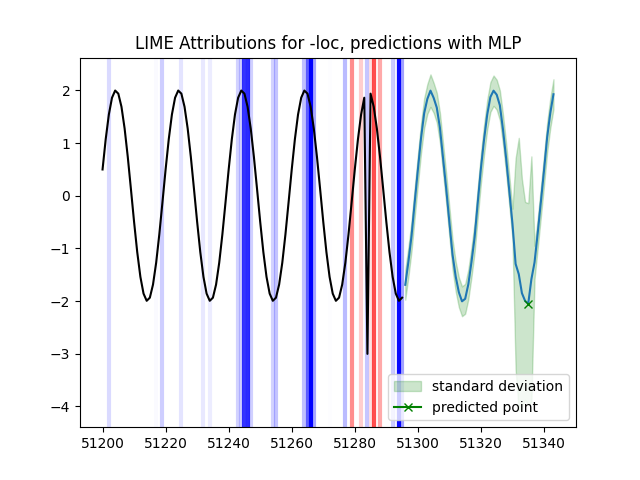 LIME Attributions for -loc, predictions with MLP
2
1
0
−1
−2
−3
−4
standard deviation
predicted point
51200 51220 51240 51260 51280 51300 51320 51340